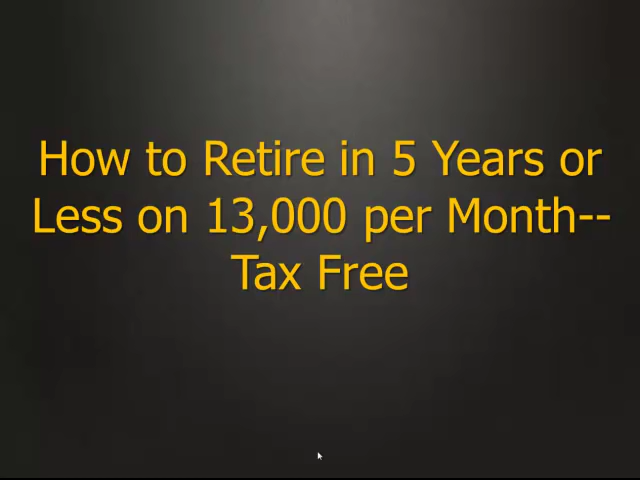 How to Retire in 5 Years or
Less on 13,000 per Month--
Tax Free